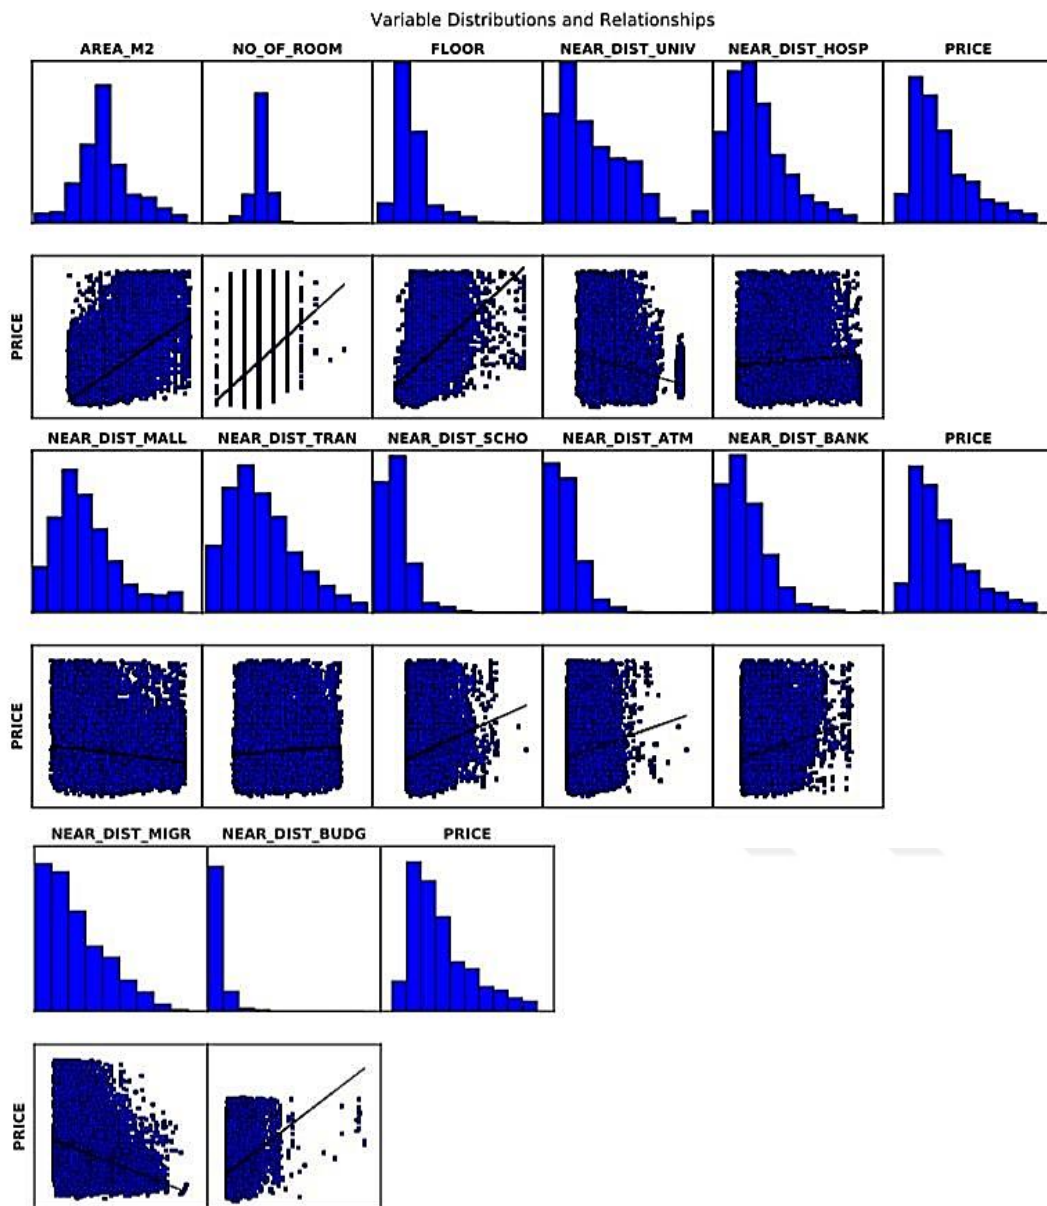 Variable Distributions and Relationships
AREA_M2 NO_OF_ROOM FLOOR NEAR_DIST_UNIV NEAR_DIST_HOSP PRICE
PRICE
NEAR_DIST_MALL NEAR_DIST_TRAN NEAR_DIST_SCHO NEAR_DIST_ATM NEAR_DIST_BANK PRICE
PRICE
NEAR_DIST_MIGR NEAR_DIST_BUDG PRICE
PRICE